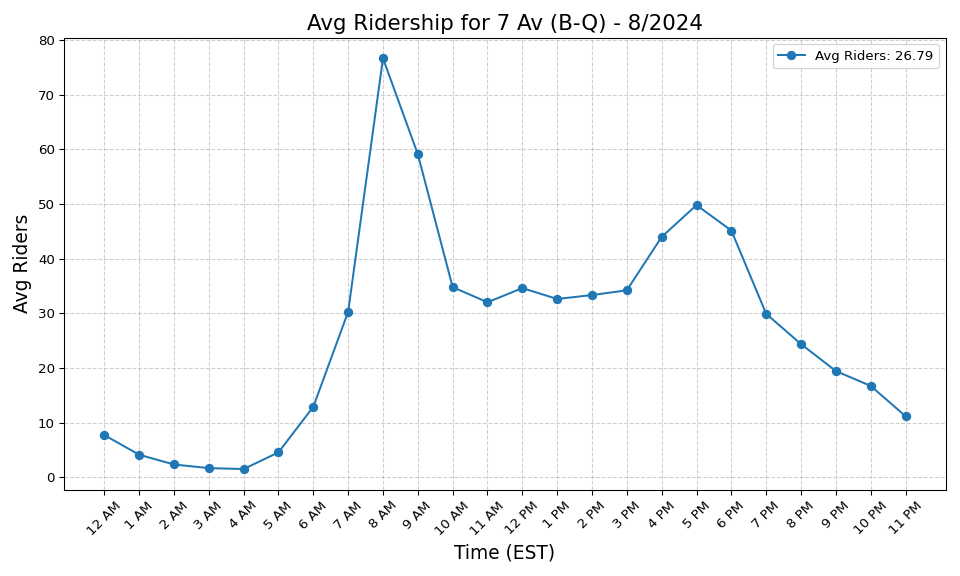 Avg Ridership for 7 Av (B-Q) - 8/2024
Avg Riders: 26.79
80
70
60
50
40
30
20
10
0
Avg Riders
12 AM
1 AM
2 AM
3 AM
4 AM
5 AM
6 AM
7 AM
8 AM
9 AM
10 AM
11 AM
12 PM
1 PM
2 PM
3 PM
4 PM
5 PM
6 PM
7 PM
8 PM
9 PM
10 PM
11 PM
Time (EST)